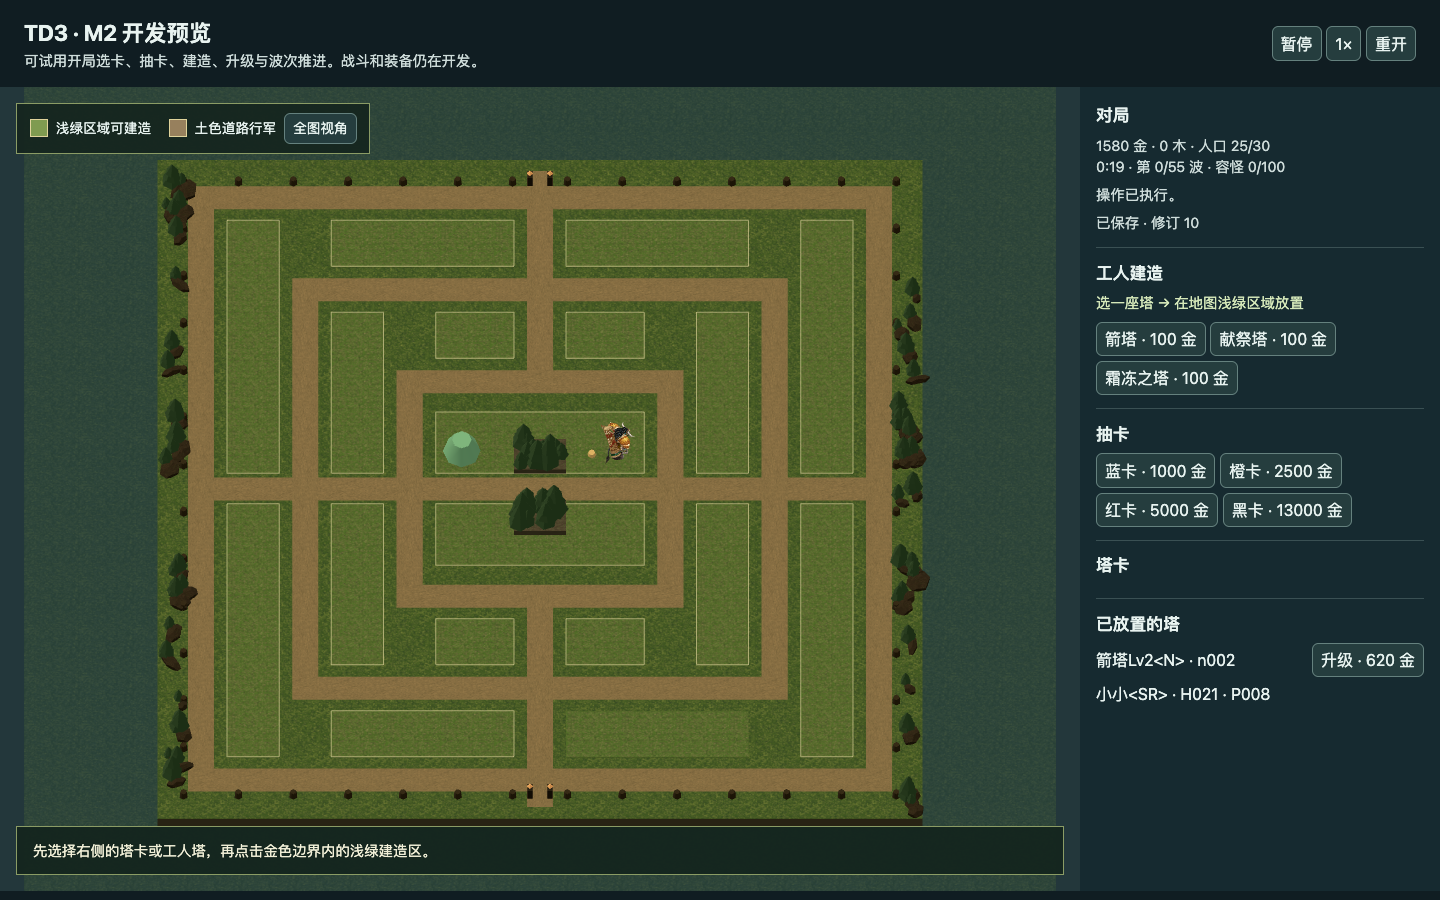 TD3 · M2 开发预览
可试用开局选卡、抽卡、建造、升级与波次推进。战斗和装备仍在开发。
暂停 1× 重开
浅绿区域可建造 土色道路行军 全图视角
对局
1580 金 · 0 木 · 人口 25/30
0:19 · 第 0/55 波 · 容怪 0/100
操作已执行。
已保存 · 修订 10
工人建造
选一座塔 → 在地图浅绿区域放置
箭塔 · 100 金 献祭塔 · 100 金
霜冻之塔 · 100 金
抽卡
蓝卡 · 1000 金 橙卡 · 2500 金
红卡 · 5000 金 黑卡 · 13000 金
塔卡
已放置的塔
箭塔Lv2<N> · n002 升级 · 620 金
小小<SR> · H021 · P008
先选择右侧的塔卡或工人塔，再点击金色边界内的浅绿建造区。